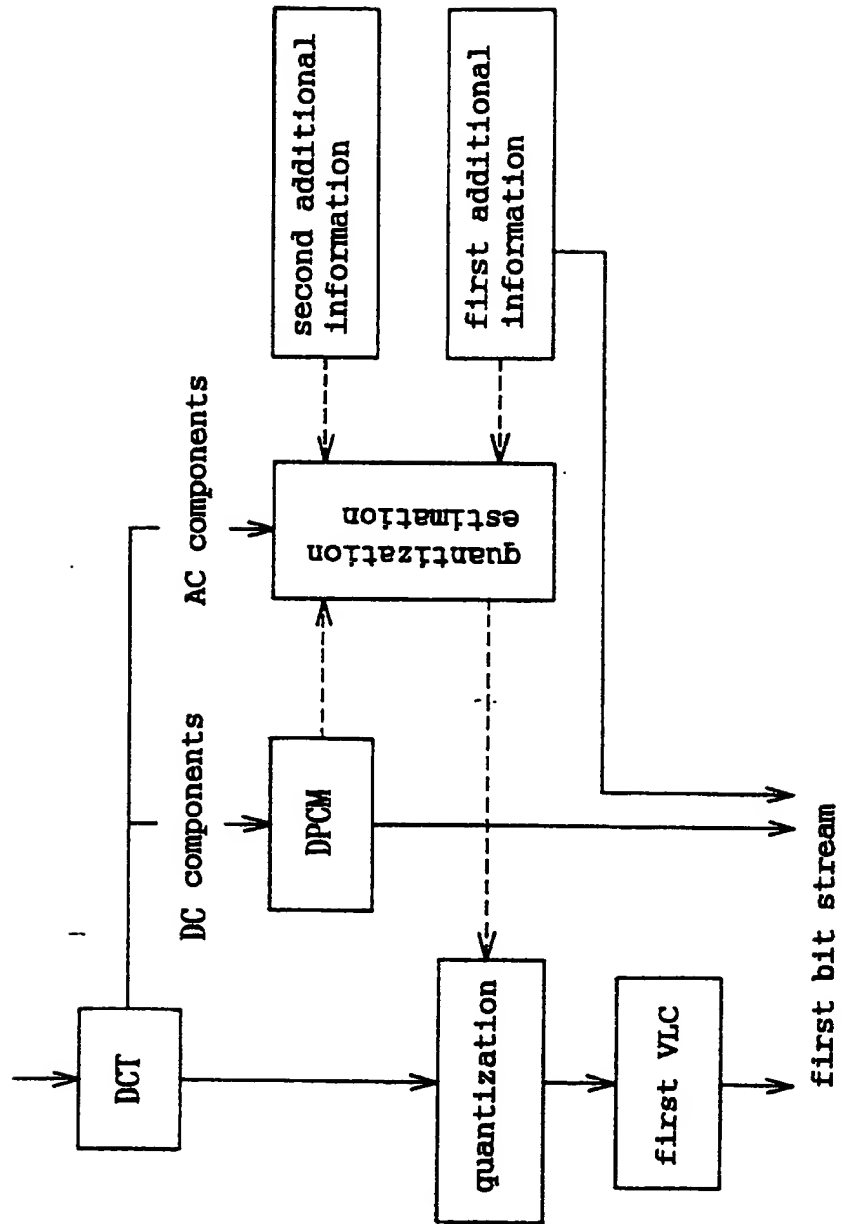 DCT
DC components
AC components
DPCM
quantization
estimation
second additional
information
first additional
information
quantization
first VLC
first bit stream